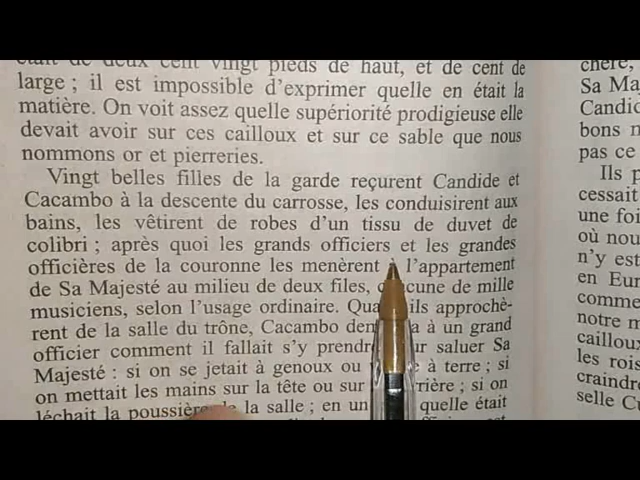 était de deux cent vingt pieds de haut, et de cent de
large ; il est impossible d'exprimer quelle en était la
matière. On voit assez quelle supériorité prodigieuse elle
devait avoir sur ces cailloux et sur ce sable que nous
nommons or et pierreries.
Vingt belles filles de la garde reçurent Candide et
Cacambo à la descente du carrosse, les conduisirent aux
bains, les vêtirent de robes d'un tissu de duvet de
colibri ; après quoi les grands officiers et les grandes
officières de la couronne les menèrent l'appartement
de Sa Majesté au milieu de deux files, chacune de mille
musiciens, selon l'usage ordinaire. Quand ils approchè-
rent de la salle du trône, Cacambo demanda à un grand
officier comment il fallait s'y prendre pour saluer Sa
Majesté : si on se jetait à genoux ou à terre ; si
on mettait les mains sur la tête ou sur derrière ; si on
léchait la poussière de la salle ; en un quelle était
chère,
Sa Maj
Candid
bons n
pas ce
Ils p
cessait
une foi
où nou
n'y est
en Eur
comme
notre m
cailloux
les rois
craindre
selle C